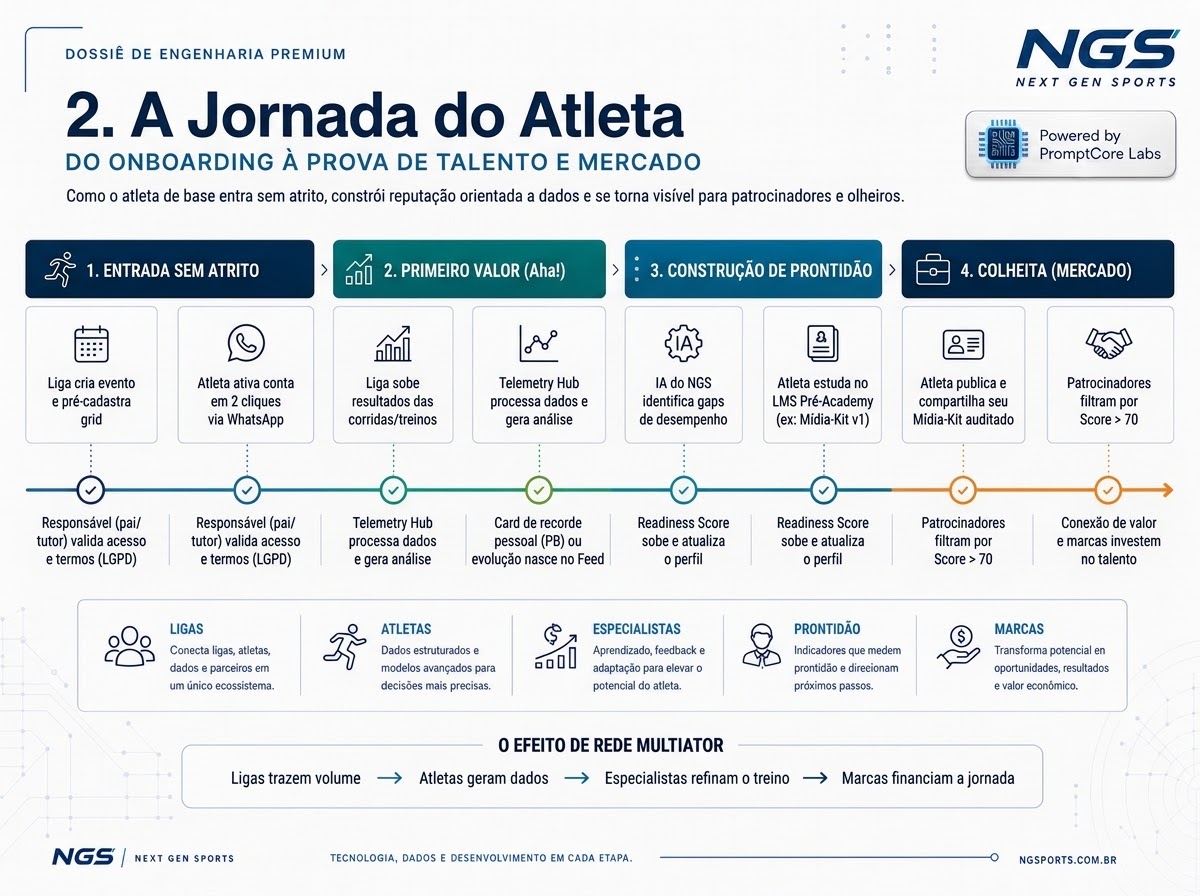 DOSSIÊ DE ENGENHARIA PREMIUM
NGS
NEXT GEN SPORTS
2. A Jornada do Atleta
DO ONBOARDING À PROVA DE TALENTO E MERCADO
Como o atleta de base entra sem atrito, constrói reputação orientada a dados e se torna visível para patrocinadores e olheiros.
Powered by
PromptCore Labs
1. ENTRADA SEM ATRITO
2. PRIMEIRO VALOR (Aha!)
3. CONSTRUÇÃO DE PRONTIDÃO
4. COLHEITA (MERCADO)
Liga cria evento
e pré-cadastra
grid
Atleta ativa conta
em 2 cliques
via WhatsApp
Liga sobe
resultados das
corridas/treinos
Telemetry Hub
processa dados e
gera análise
IA
IA do NGS
identifica gaps
de desempenho
Atleta estuda no
LMS Pré-Academy
(ex: Mídia-Kit v1)
Atleta publica e
compartilha seu
Mídia-Kit auditado
Patrocinadores
filtram por
Score > 70
Responsável (pai/
tutor) valida acesso
e termos (LGPD)
Responsável (pai/
tutor) valida acesso
e termos (LGPD)
Telemetry Hub
processa dados
e gera análise
Card de recorde
pessoal (PB) ou
evolução nasce no Feed
Readiness Score
sobe e atualiza
o perfil
Readiness Score
sobe e atualiza
o perfil
Patrocinadores
filtram por
Score > 70
Conexão de valor
e marcas investem
no talento
LIGAS
Conecta ligas, atletas,
dados e parceiros em
um único ecossistema.
ATLETAS
Dados estruturados e
modelos avançados para
decisões mais precisas.
ESPECIALISTAS
Aprendizado, feedback e
adaptação para elevar o
potencial do atleta.
PRONTIDÃO
Indicadores que medem
prontidão e direcionam
próximos passos.
MARCAS
Transforma potencial en
oportunidades, resultados
e valor econômico.
O EFEITO DE REDE MULTIATOR
Ligas trazem volume → Atletas geram dados → Especialistas refinam o treino → Marcas financiam a jornada
NGS / NEXT GEN SPORTS
TECNOLOGIA, DADOS E DESENVOLVIMENTO EM CADA ETAPA.
NGSPORTS.COM.BR